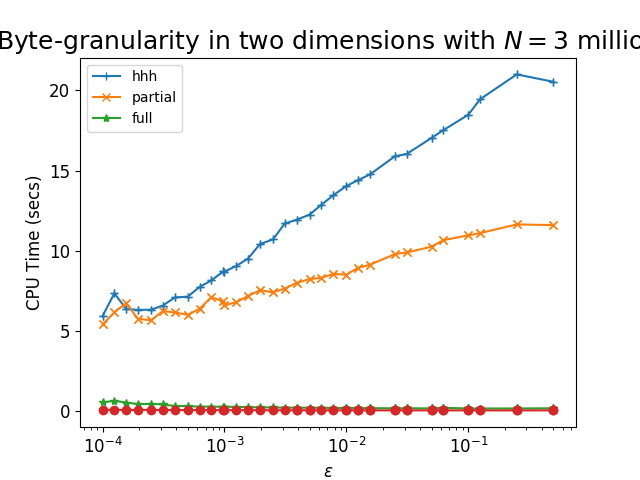 Byte-granularity in two dimensions with N = 3 millio
hhh
partial
full
CPU Time (secs)
20
15
10
5
0
10⁻⁴
10⁻³
10⁻²
10⁻¹
ε